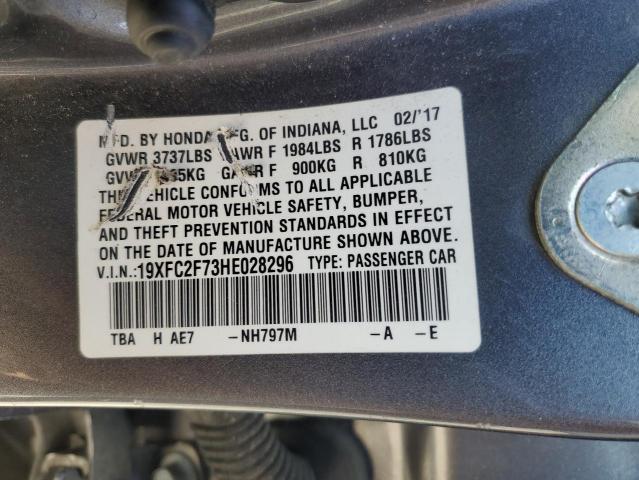 MFD. BY HONDA MFG. OF INDIANA, LLC 02/'17
GVWR 3737LBS GAWR F 1984LBS R 1786LBS
GAWR F 900KG R 810KG
THIS VEHICLE CONFORMS TO ALL APPLICABLE
FEDERAL MOTOR VEHICLE SAFETY, BUMPER,
AND THEFT PREVENTION STANDARDS IN EFFECT
ON THE DATE OF MANUFACTURE SHOWN ABOVE.
V.I.N.: 19XFC2F73HE028296 TYPE: PASSENGER CAR
TBA H AE7 -NH797M -A -E